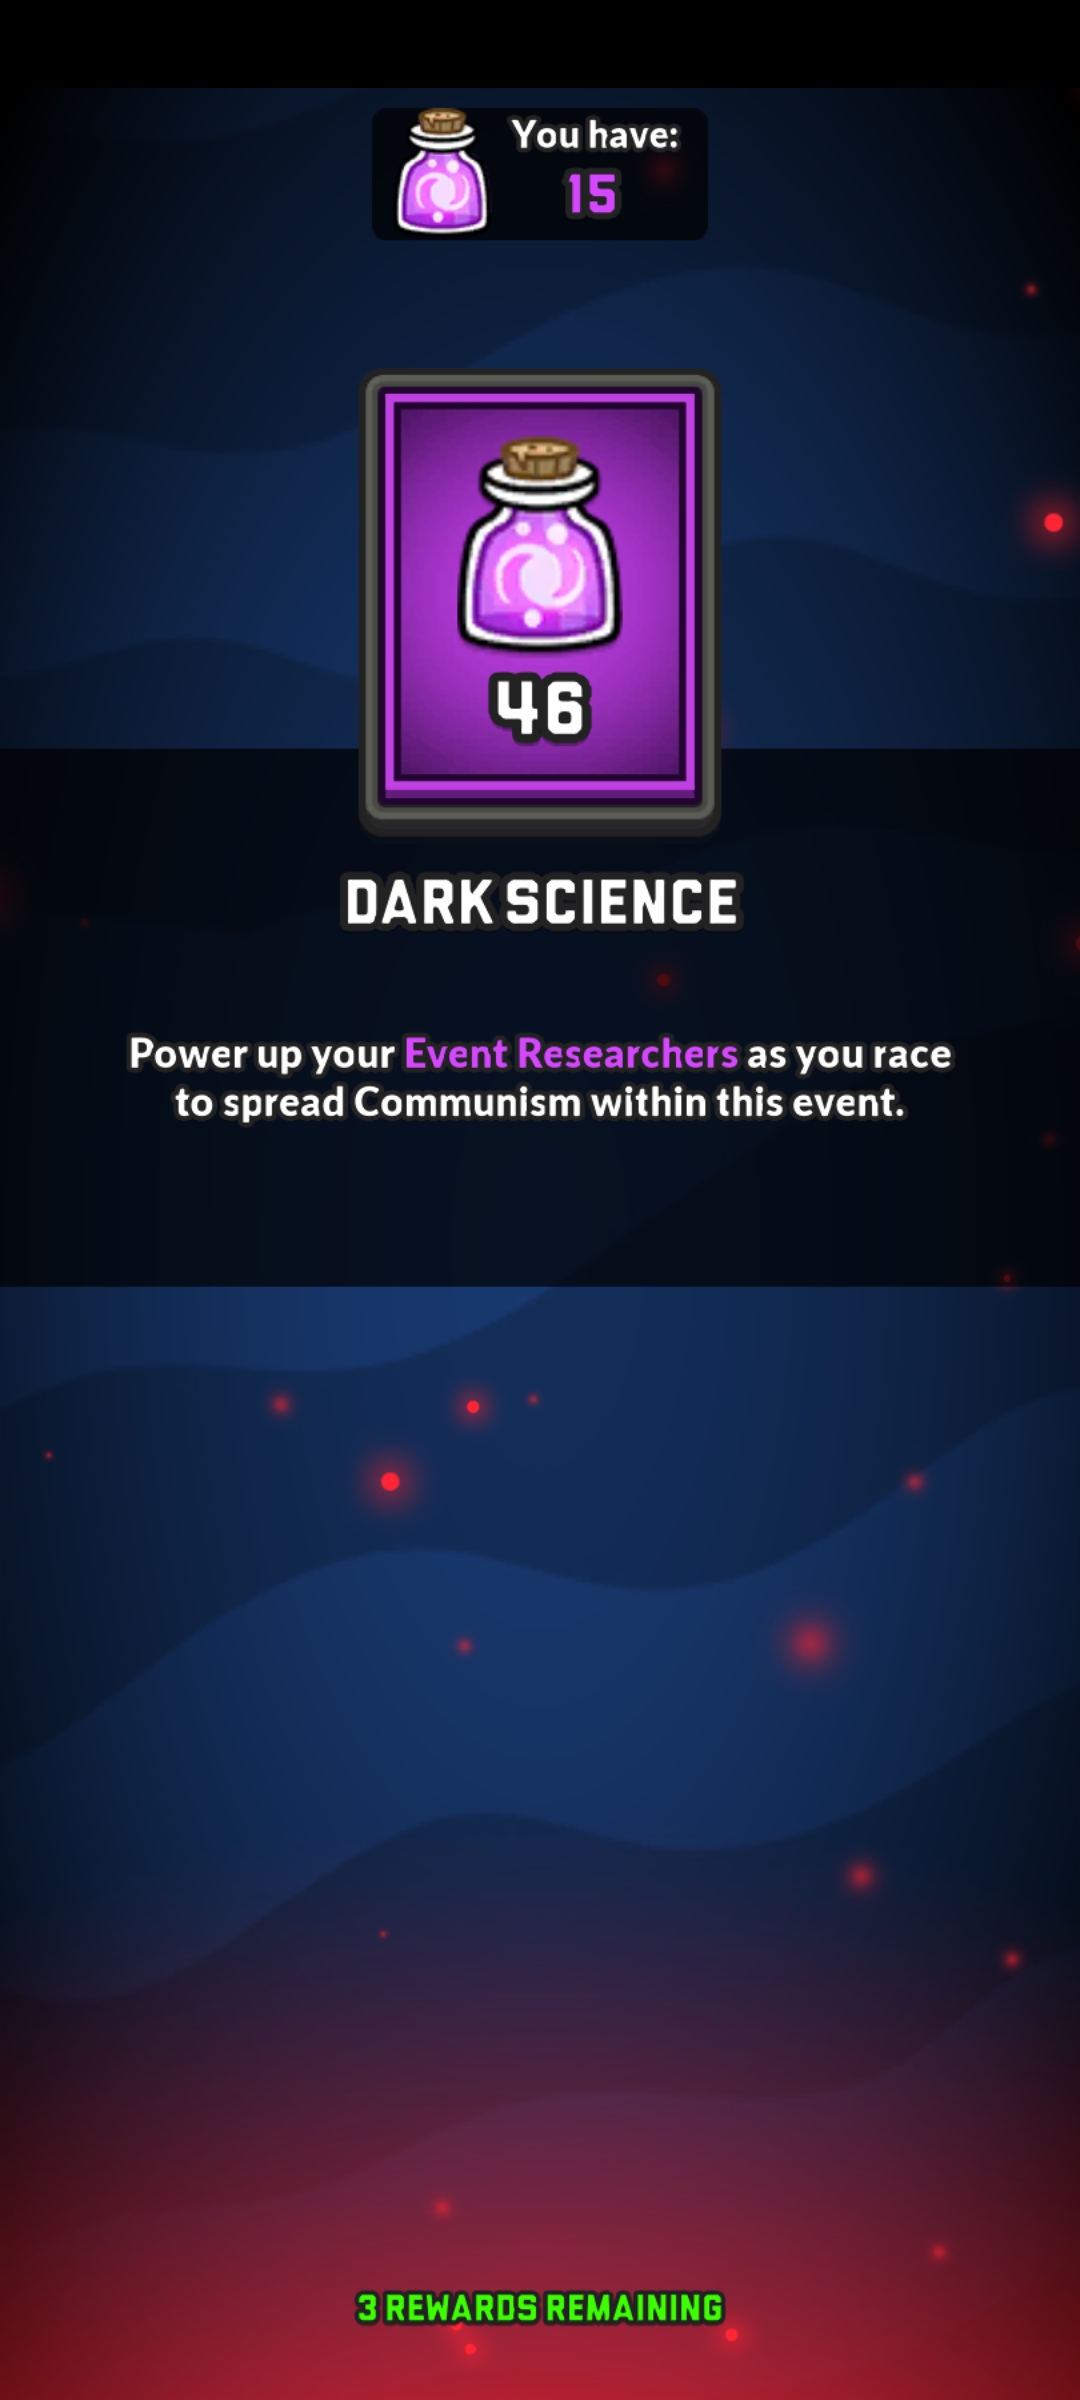 You have:
15
46
DARK SCIENCE
Power up your Event Researchers as you race
to spread Communism within this event.
3 REWARDS REMAINING